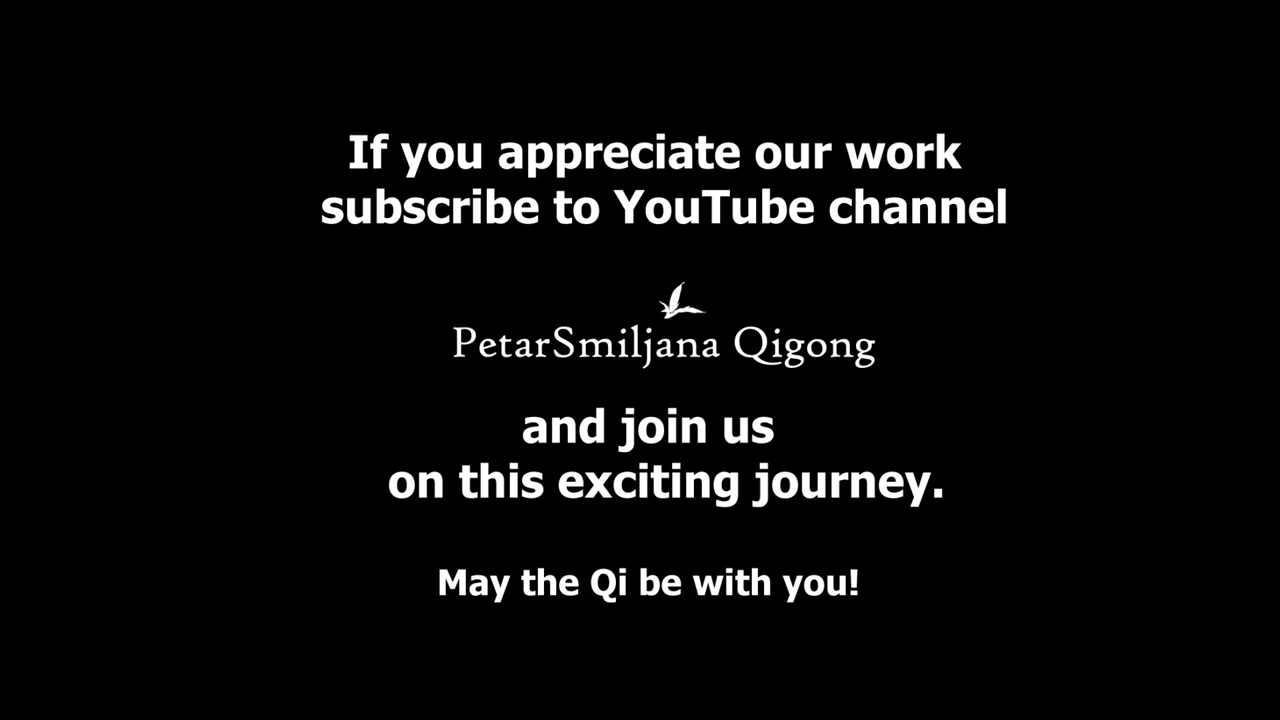 If you appreciate our work
subscribe to YouTube channel
PetarSmiljana Qigong
and join us
on this exciting journey.
May the Qi be with you!